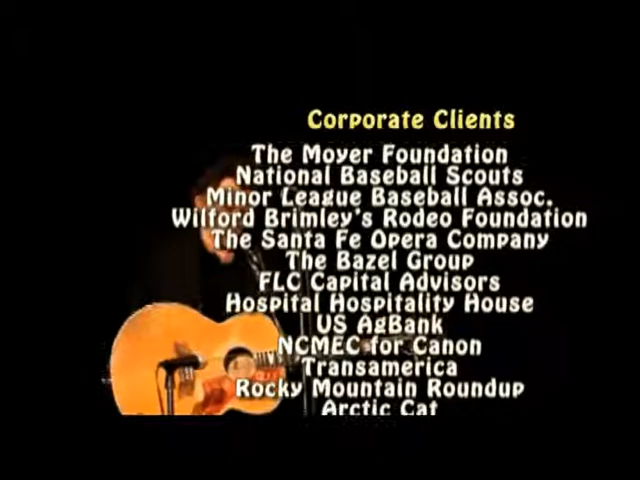 Corporate Clients
The Moyer Foundation
National Baseball Scouts
Minor League Baseball Assoc.
Wilford Brimley's Rodeo Foundation
The Santa Fe Opera Company
The Bazel Group
FLC Capital Advisors
Hospital Hospitality House
US AgBank
NCMEC for Canon
Transamerica
Rocky Mountain Roundup
Arctic Cat